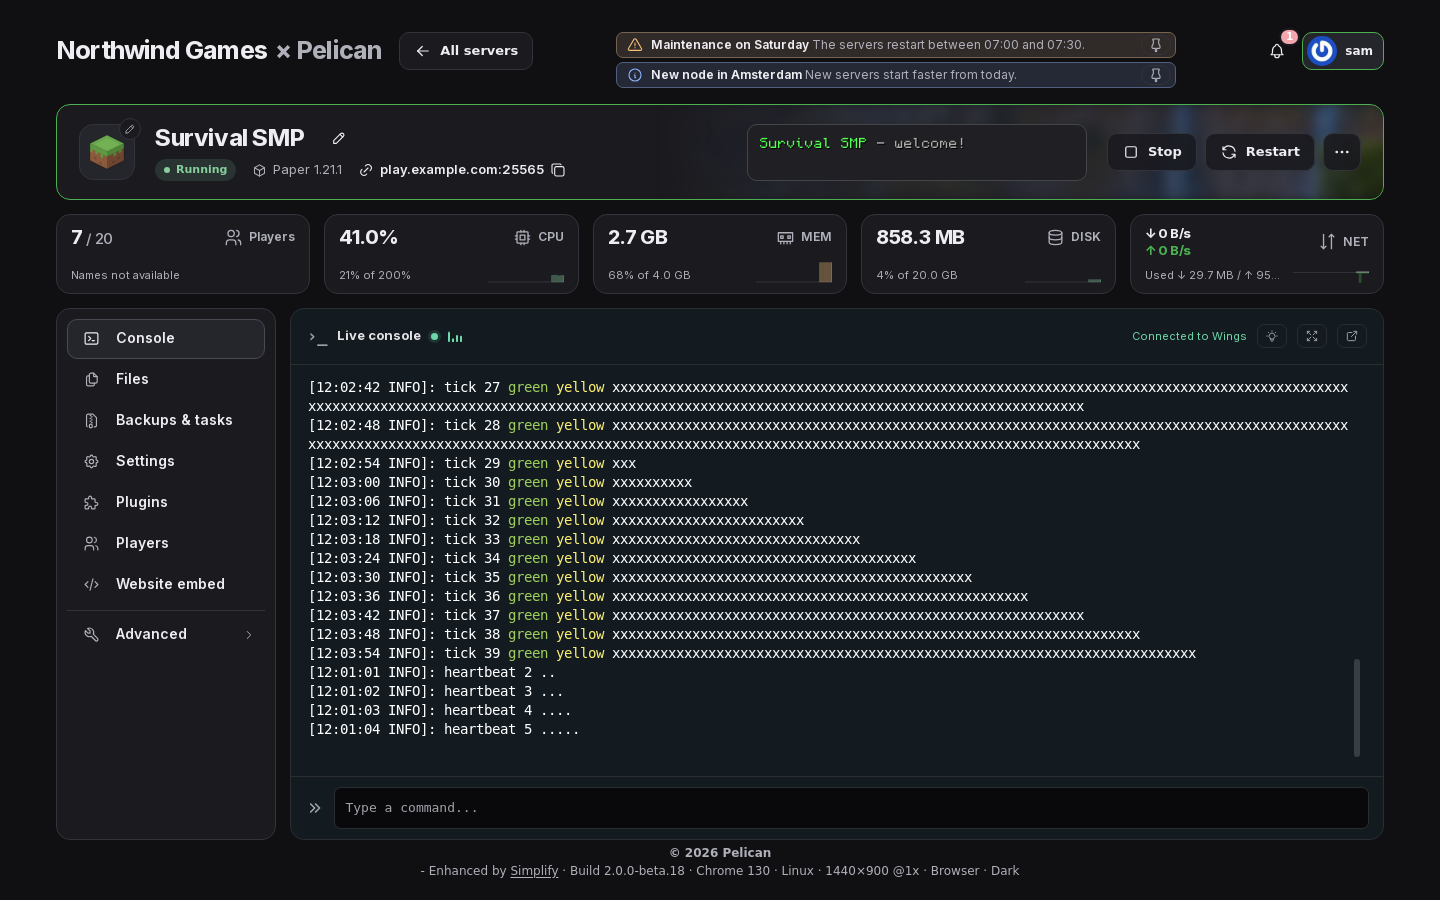 Northwind Games × Pelican
All servers
Maintenance on Saturday The servers restart between 07:00 and 07:30.
New node in Amsterdam New servers start faster from today.
1
sam
Survival SMP
Running
Paper 1.21.1
play.example.com:25565
Survival SMP - welcome!
Stop
Restart
7 / 20
Players
Names not available
41.0%
CPU
21% of 200%
2.7 GB
MEM
68% of 4.0 GB
858.3 MB
DISK
4% of 20.0 GB
↓ 0 B/s
↑ 0 B/s
NET
Used ↓ 29.7 MB / ↑ 95...
Console
Files
Backups & tasks
Settings
Plugins
Players
Website embed
Advanced
Live console
Connected to Wings
[12:02:42 INFO]: tick 27 green yellow xxxxxxxxxxxxxxxxxxxxxxxxxxxxxxxxxxxxxxxxxxxxxxxxxxxxxxxxxxxxxxxxxxxxxxxxxxxxxxxxxxxxxxxxxxxx
xxxxxxxxxxxxxxxxxxxxxxxxxxxxxxxxxxxxxxxxxxxxxxxxxxxxxxxxxxxxxxxxxxxxxxxxxxxxxxxxxxxxxxxxxxxxxxxxx
[12:02:48 INFO]: tick 28 green yellow xxxxxxxxxxxxxxxxxxxxxxxxxxxxxxxxxxxxxxxxxxxxxxxxxxxxxxxxxxxxxxxxxxxxxxxxxxxxxxxxxxxxxxxxxxxx
xxxxxxxxxxxxxxxxxxxxxxxxxxxxxxxxxxxxxxxxxxxxxxxxxxxxxxxxxxxxxxxxxxxxxxxxxxxxxxxxxxxxxxxxxxxxxxxxxxxxxxxx
[12:02:54 INFO]: tick 29 green yellow xxx
[12:03:00 INFO]: tick 30 green yellow xxxxxxxxxx
[12:03:06 INFO]: tick 31 green yellow xxxxxxxxxxxxxxxxx
[12:03:12 INFO]: tick 32 green yellow xxxxxxxxxxxxxxxxxxxxxxxx
[12:03:18 INFO]: tick 33 green yellow xxxxxxxxxxxxxxxxxxxxxxxxxxxxxxx
[12:03:24 INFO]: tick 34 green yellow xxxxxxxxxxxxxxxxxxxxxxxxxxxxxxxxxxxxxx
[12:03:30 INFO]: tick 35 green yellow xxxxxxxxxxxxxxxxxxxxxxxxxxxxxxxxxxxxxxxxxxxxx
[12:03:36 INFO]: tick 36 green yellow xxxxxxxxxxxxxxxxxxxxxxxxxxxxxxxxxxxxxxxxxxxxxxxxxxxx
[12:03:42 INFO]: tick 37 green yellow xxxxxxxxxxxxxxxxxxxxxxxxxxxxxxxxxxxxxxxxxxxxxxxxxxxxxxxxxxx
[12:03:48 INFO]: tick 38 green yellow xxxxxxxxxxxxxxxxxxxxxxxxxxxxxxxxxxxxxxxxxxxxxxxxxxxxxxxxxxxxxxxxxx
[12:03:54 INFO]: tick 39 green yellow xxxxxxxxxxxxxxxxxxxxxxxxxxxxxxxxxxxxxxxxxxxxxxxxxxxxxxxxxxxxxxxxxxxxxxxxx
[12:01:01 INFO]: heartbeat 2 ..
[12:01:02 INFO]: heartbeat 3 ...
[12:01:03 INFO]: heartbeat 4 ....
[12:01:04 INFO]: heartbeat 5 .....
Type a command...
© 2026 Pelican
- Enhanced by Simplify · Build 2.0.0-beta.18 · Chrome 130 · Linux · 1440×900 @1x · Browser · Dark